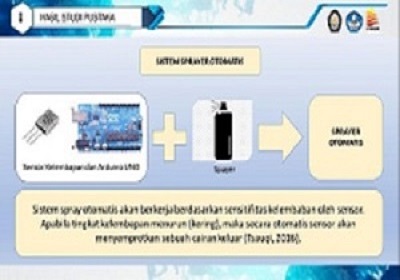 HASIL STUDI PUSTAKA
SISTEM SPRAYER OTOMATIS
Sensor Kelembapan dan Arduino UNO
Sprayer
SPRAYER
OTOMATIS
Sistem spray otomatis akan berkerja berdasarkan sensitifitas kelembaban oleh sensor.
Apabila tingkat kelembapan menurun (kering), maka secara otomatis sensor akan
menyemprotkan sebuah cairan keluar (Tsauqi, 2016).